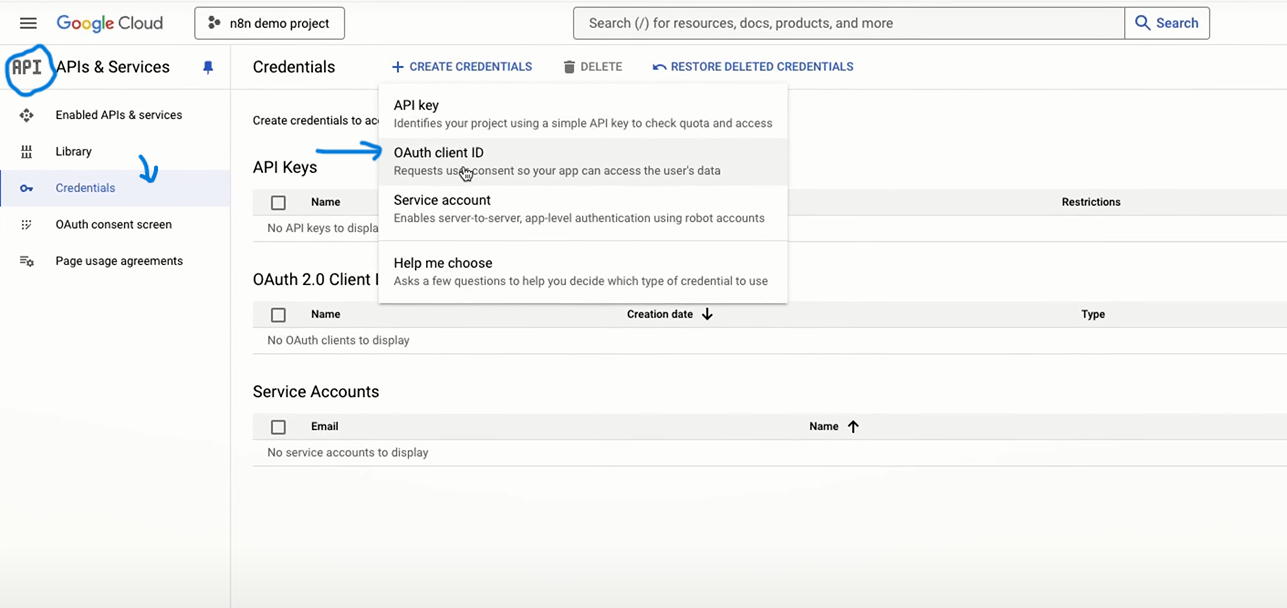 Google Cloud
n8n demo project
Search (/) for resources, docs, products, and more
Search
API
APIs & Services
Credentials
CREATE CREDENTIALS
DELETE
RESTORE DELETED CREDENTIALS
Enabled APIs & services
Library
Credentials
OAuth consent screen
Page usage agreements
Create credentials to ac
API key
Identifies your project using a simple API key to check quota and access
OAuth client ID
Requests consent so your app can access the user's data
Service account
Enables server-to-server, app-level authentication using robot accounts
Help me choose
Asks a few questions to help you decide which type of credential to use
API Keys
Name
Restrictions
No API keys to displa
OAuth 2.0 Client I
Name
Creation date
Type
No OAuth clients to display
Service Accounts
Email
Name
No service accounts to display